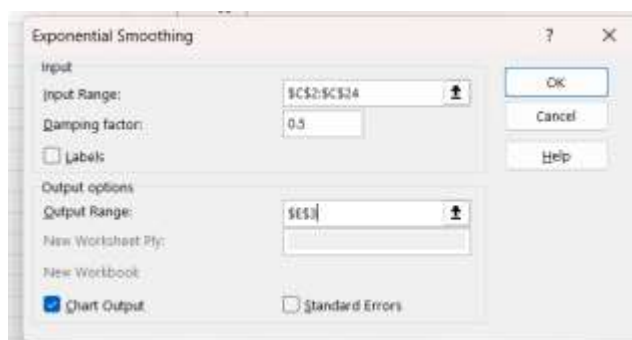 Exponential Smoothing ? ×
Input
Input Range: $C$2:$C$24
Damping factor: 0.5
Labels
Output options
Output Range: $E$3
New Worksheet Ply:
New Workbook
Chart Output
Standard Errors
OK
Cancel
Help